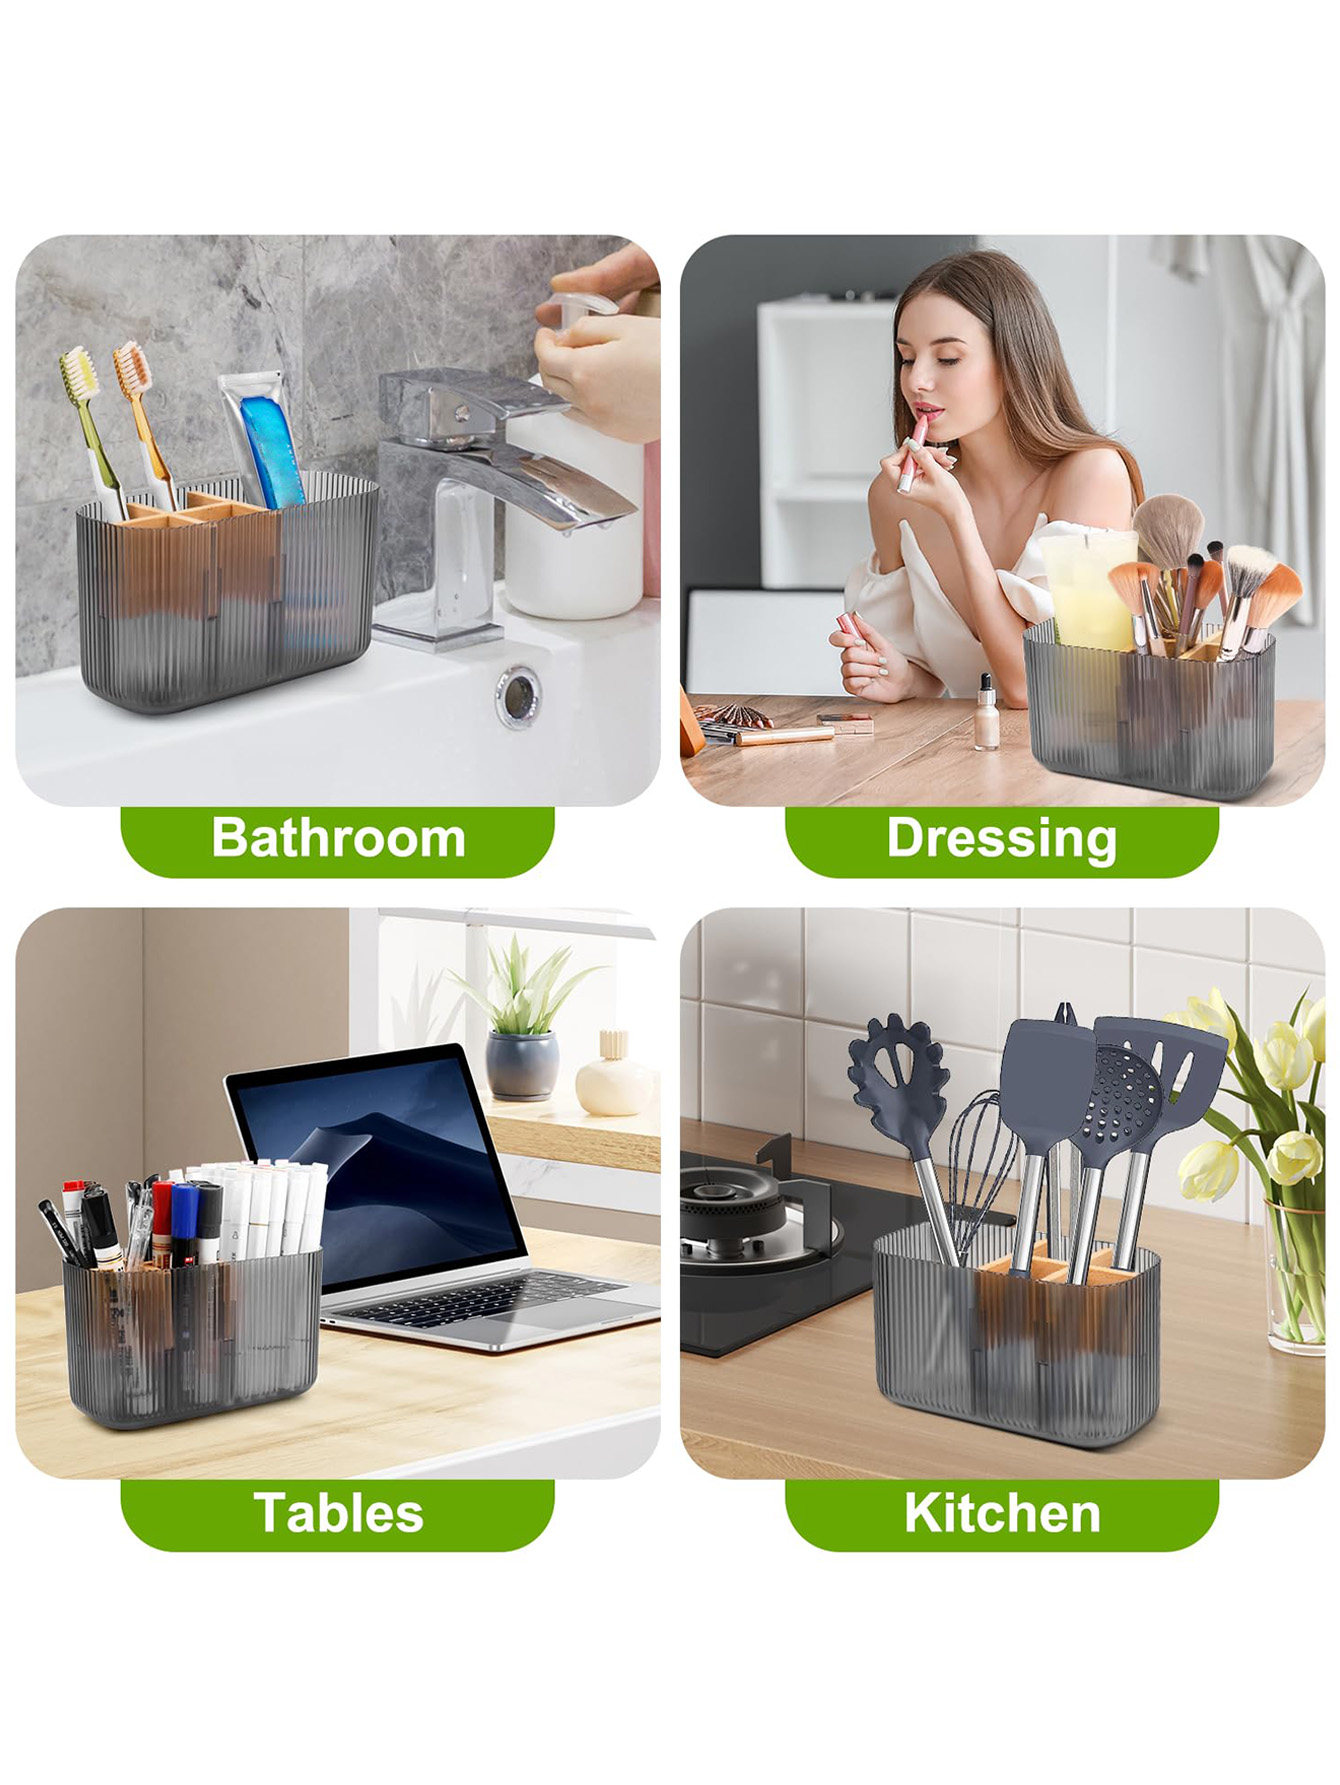 Bathroom
Dressing
Tables
Kitchen